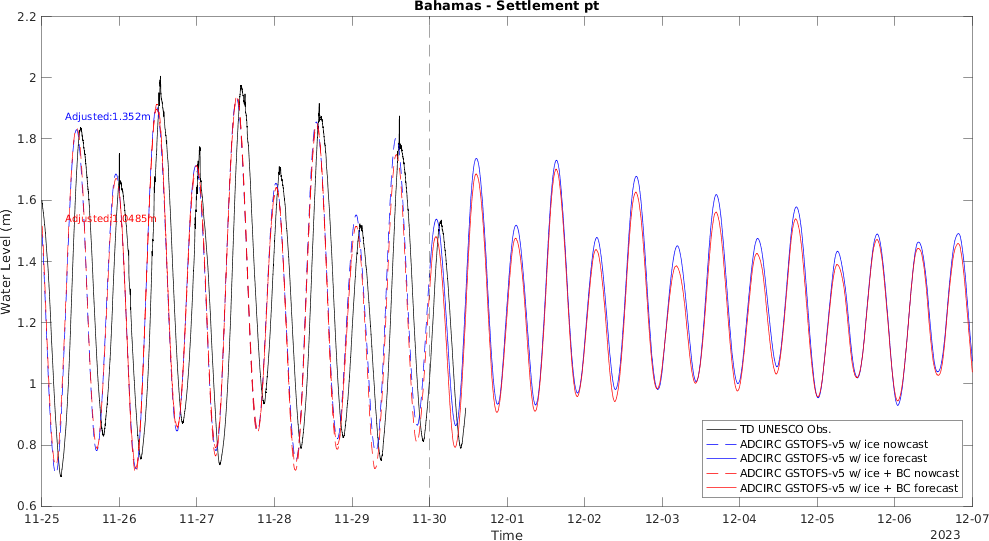 Bahamas - Settlement pt
2.2
2
1.8
1.6
1.4
1.2
1
0.8
0.6
Water Level (m)
Adjusted:1.352m
Adjusted:1.0485m
TD UNESCO Obs.
ADCIRC GSTOFS-v5 w/ ice nowcast
ADCIRC GSTOFS-v5 w/ ice forecast
ADCIRC GSTOFS-v5 w/ ice + BC nowcast
ADCIRC GSTOFS-v5 w/ ice + BC forecast
11-25 11-26 11-27 11-28 11-29 11-30 12-01 12-02 12-03 12-04 12-05 12-06 12-07
Time
2023